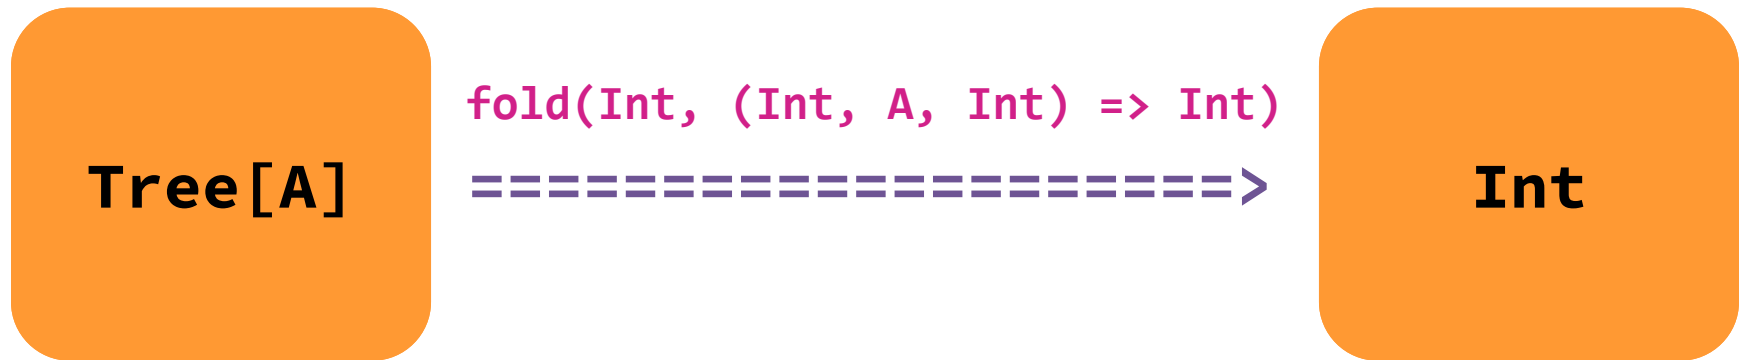 fold(Int, (Int, A, Int) => Int)
Tree[A] ====================> Int